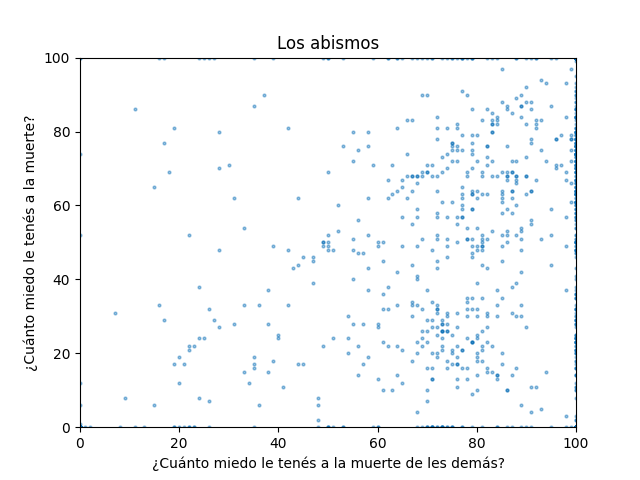 Los abismos
100
80
60
40
20
0
¿Cuánto miedo le tenés a la muerte?
0 20 40 60 80 100
¿Cuánto miedo le tenés a la muerte de les demás?